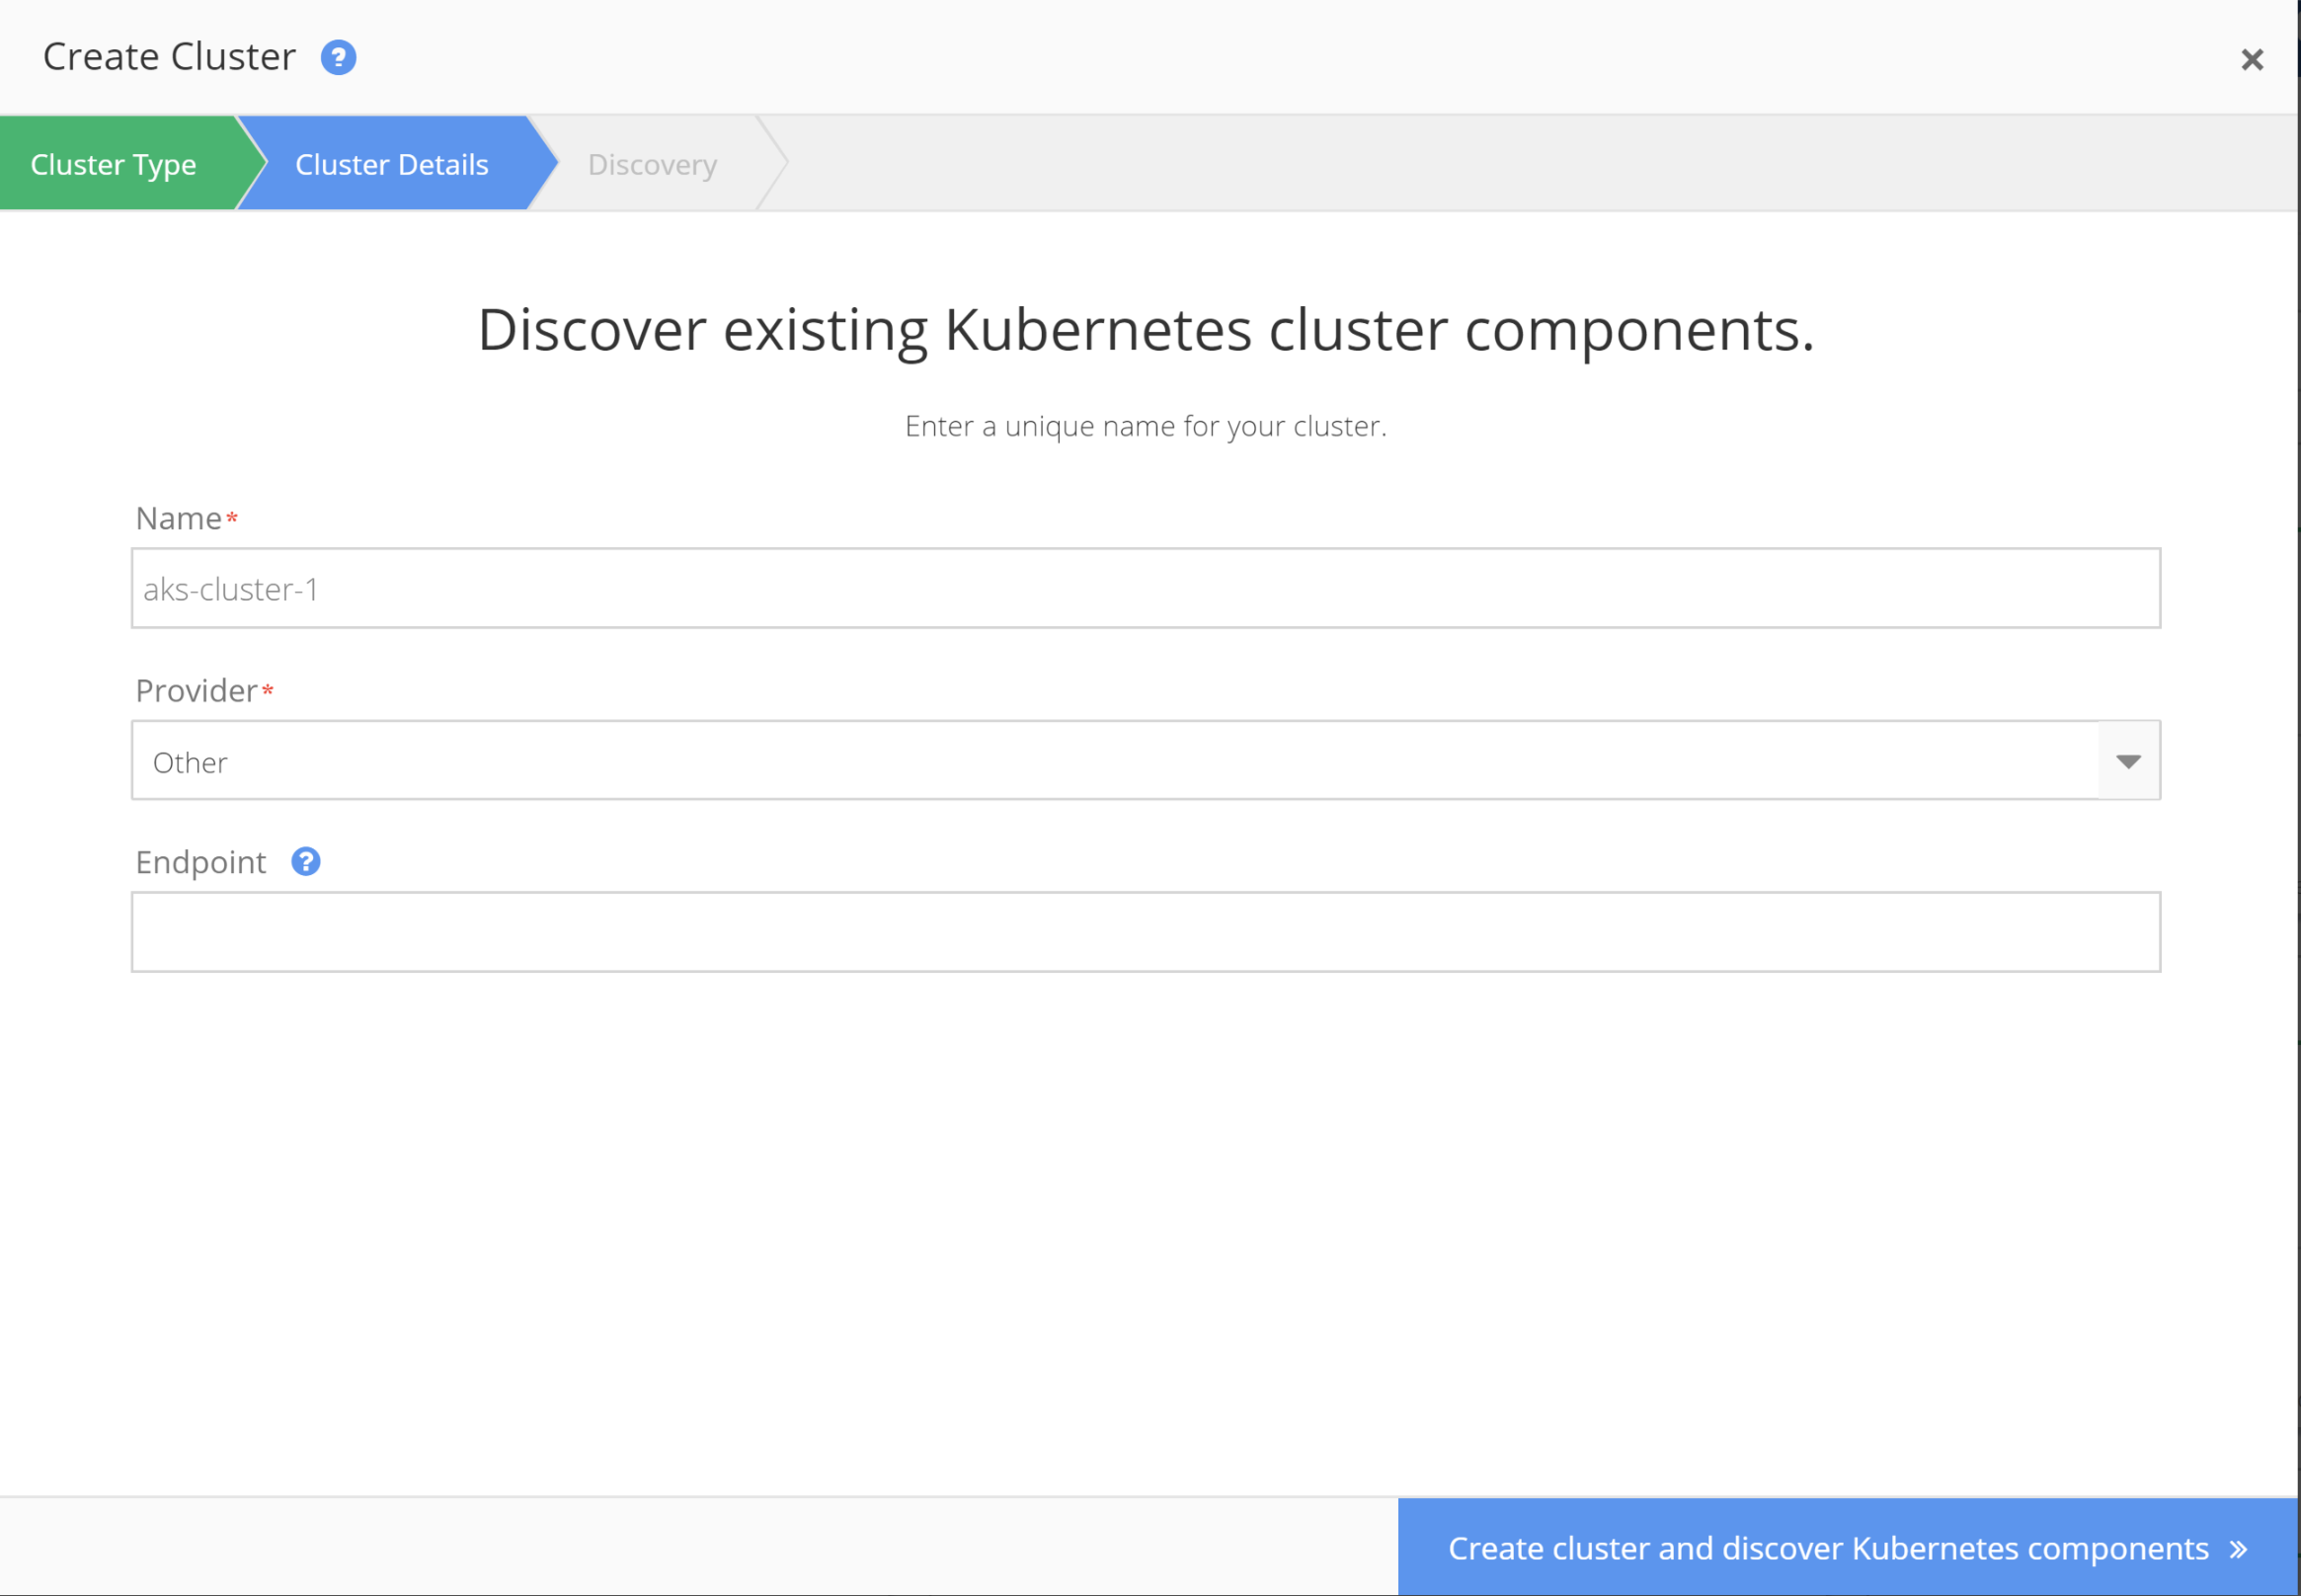 Create Cluster ?
Cluster Type
Cluster Details
Discovery
Discover existing Kubernetes cluster components.
Enter a unique name for your cluster.
Name*
aks-cluster-1
Provider*
Other
Endpoint ?
Create cluster and discover Kubernetes components »